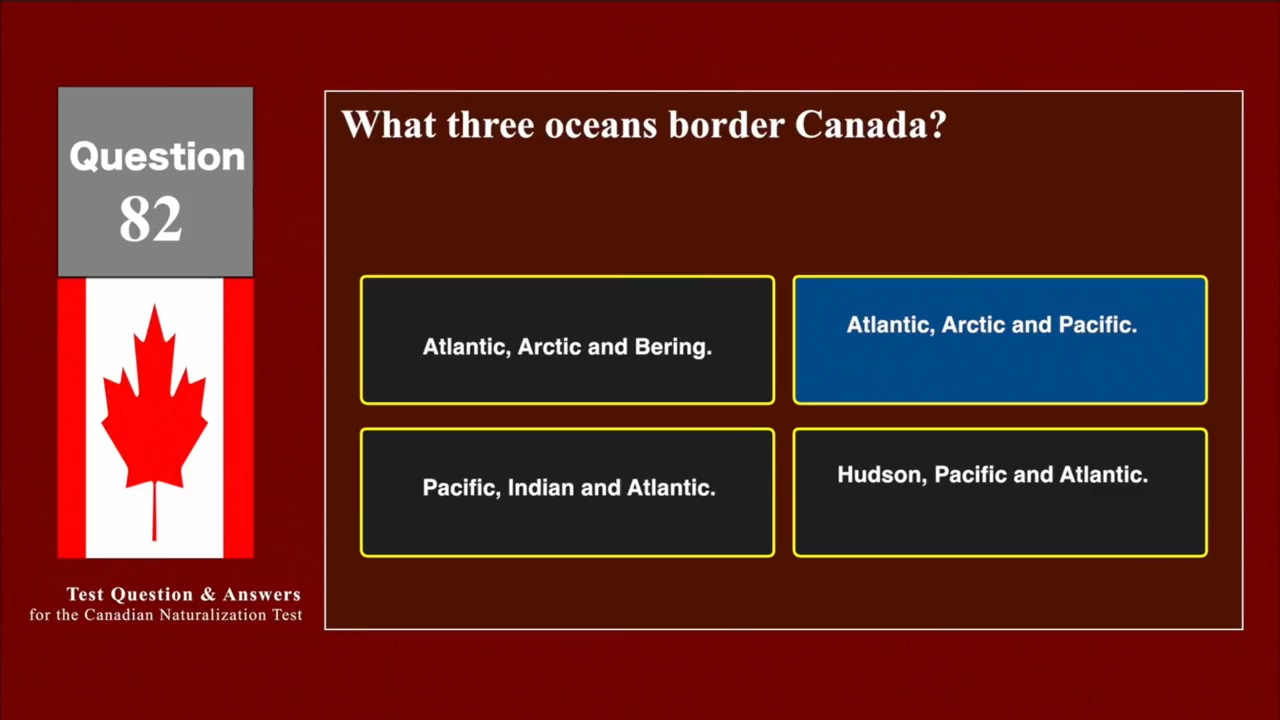 Question
82
What three oceans border Canada?
Atlantic, Arctic and Bering.
Atlantic, Arctic and Pacific.
Pacific, Indian and Atlantic.
Hudson, Pacific and Atlantic.
Test Question & Answers
for the Canadian Naturalization Test